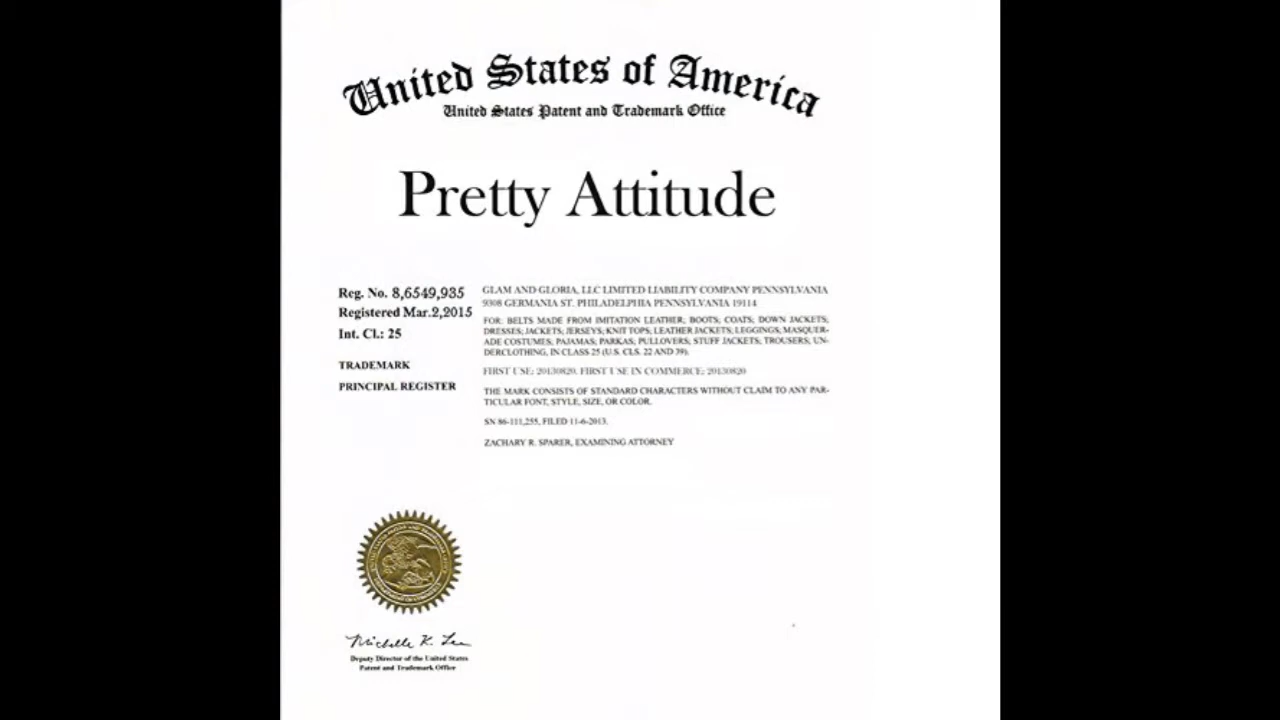 United States of America
United States Patent and Trademark Office
Pretty Attitude
Reg. No. 8,6549,935
Registered Mar.2,2015
Int. Cl.: 25
TRADEMARK
PRINCIPAL REGISTER
GLAM AND GLORIA, LLC LIMITED LIABILITY COMPANY PENNSYLVANIA
9308 GERMANIA ST. PHILADELPHIA PENNSYLVANIA 19114
FOR: BELTS MADE FROM IMITATION LEATHER; BOOTS; COATS; DOWN JACKETS;
DRESSES; JACKETS; JERSEYS; KNIT TOPS; LEATHER JACKETS; LEGGINGS; MASQUER-
ADE COSTUMES; PAJAMAS; PARKAS; PULLOVERS; STUFF JACKETS; TROUSERS; UN-
DERCLOTHING, IN CLASS 25 (U.S. CLS. 22 AND 39).
FIRST USE: 20130820. FIRST USE IN COMMERCE: 20130820
THE MARK CONSISTS OF STANDARD CHARACTERS WITHOUT CLAIM TO ANY PAR-
TICULAR FONT, STYLE, SIZE, OR COLOR.
SN 86-111,255, FILED 11-6-2013.
ZACHARY R. SPARER, EXAMINING ATTORNEY
Michelle K. Lee
Deputy Director of the United States
Patent and Trademark Office